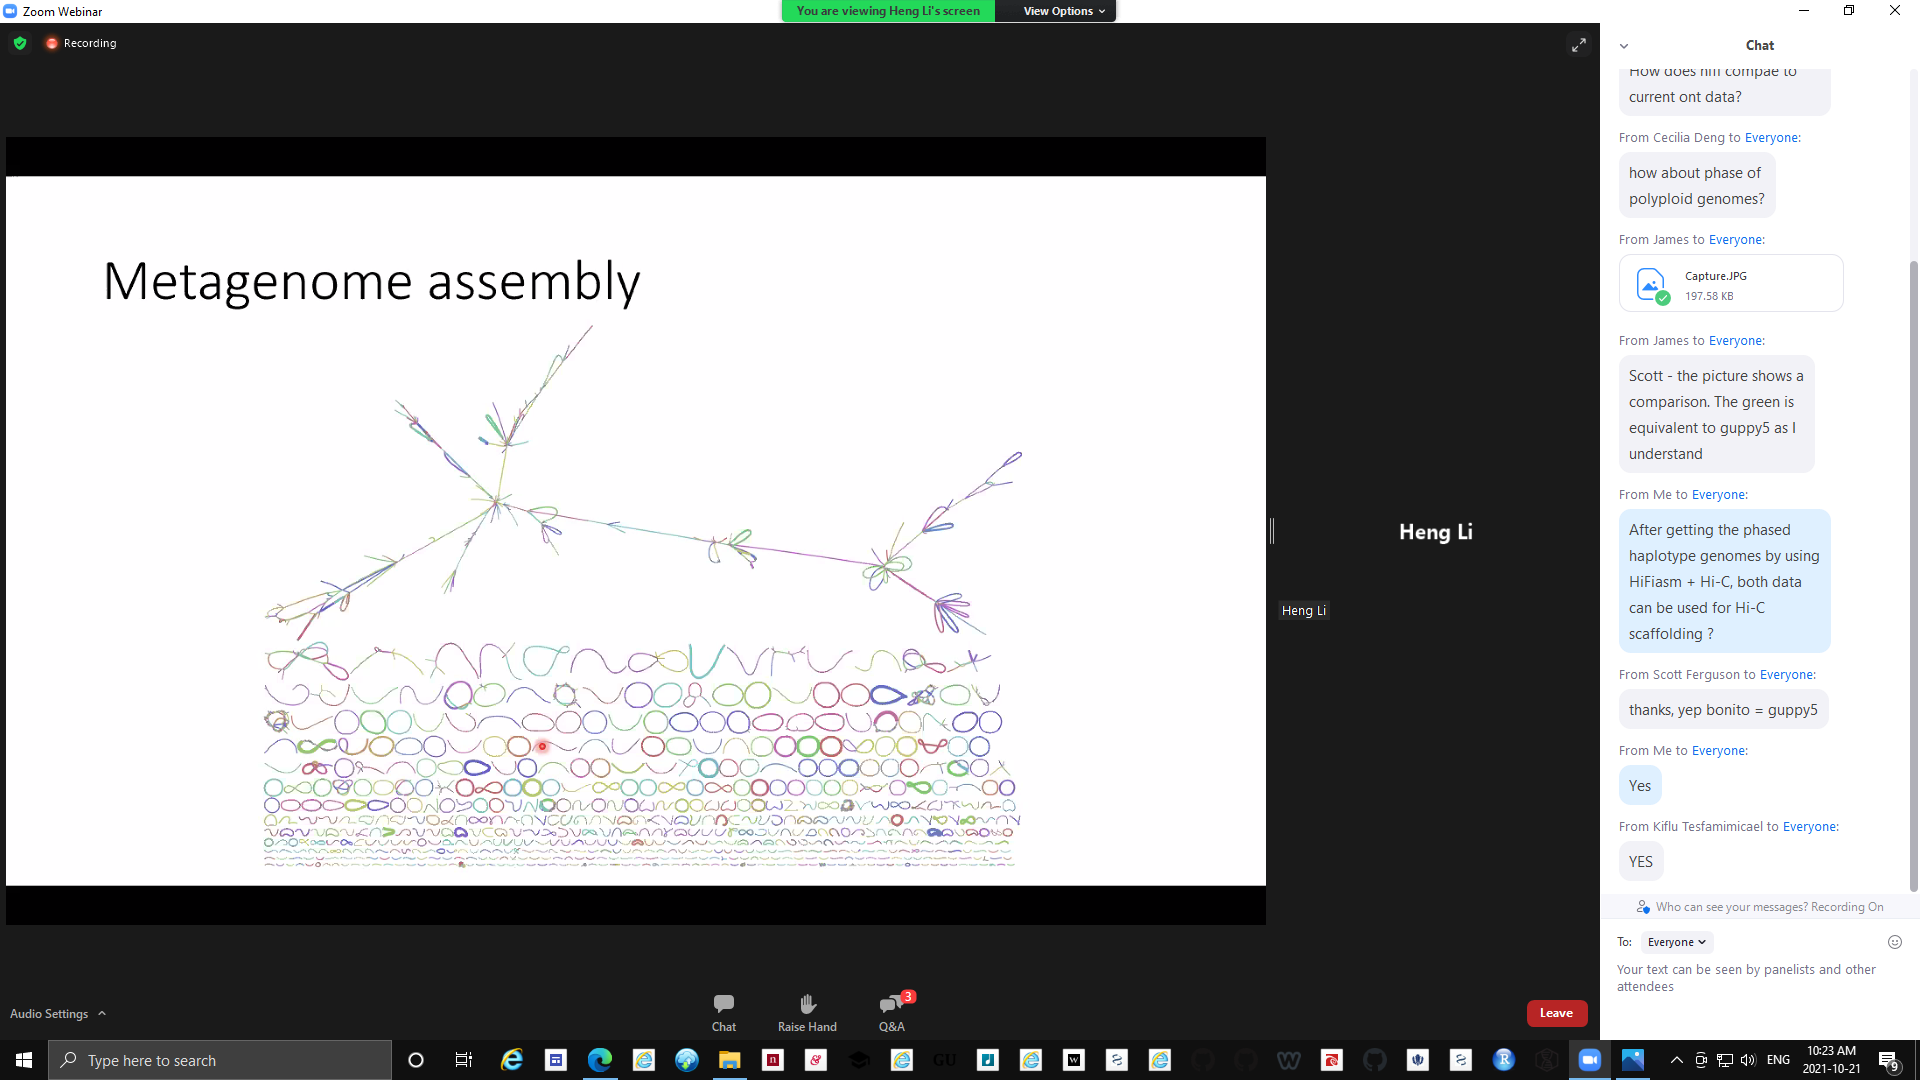 Zoom Webinar
You are viewing Heng Li's screen
View Options
Recording
Metagenome assembly
Heng Li
Heng Li
Chat
How does hifi compae to
current ont data?
From Cecilia Deng to Everyone:
how about phase of
polyploid genomes?
From James to Everyone:
Capture.JPG
197.58 KB
From James to Everyone:
Scott - the picture shows a
comparison. The green is
equivalent to guppy5 as I
understand
From Me to Everyone:
After getting the phased
haplotype genomes by using
HiFiasm + Hi-C, both data
can be used for Hi-C
scaffolding ?
From Scott Ferguson to Everyone:
thanks, yep bonito = guppy5
From Me to Everyone:
Yes
From Kiflu Tesfamimicael to Everyone:
YES
Who can see your messages? Recording On
To: Everyone
Your text can be seen by panelists and other
attendees
Audio Settings
Chat
Raise Hand
3
Q&A
Leave
Type here to search
GU
ENG
10:23 AM
2021-10-21
9